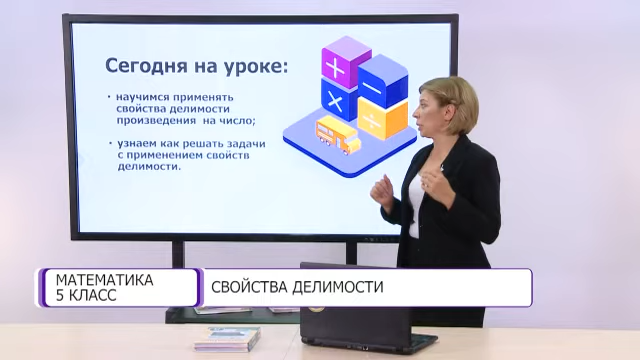 Сегодня на уроке:
• научимся применять
свойства делимости
произведения на число;
• узнаем как решать задачи
с применением свойств
делимости.
МАТЕМАТИКА
5 КЛАСС
СВОЙСТВА ДЕЛИМОСТИ